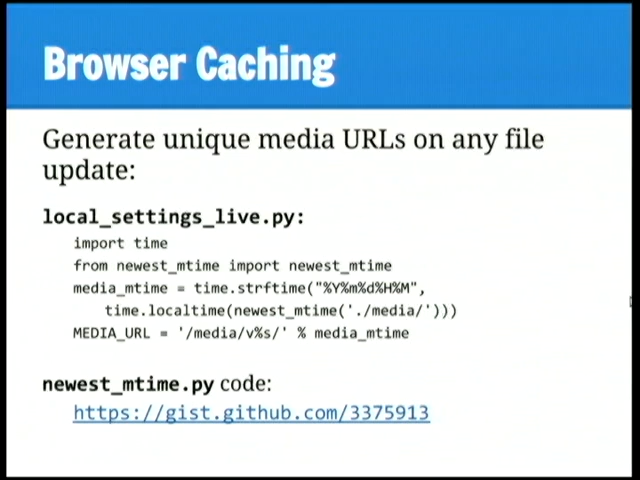 Browser Caching
Generate unique media URLs on any file
update:
local_settings_live.py:
import time
from newest_mtime import newest_mtime
media_mtime = time.strftime("%Y%m%d%H%M",
time.localtime(newest_mtime('./media/')))
MEDIA_URL = '/media/v%s/' % media_mtime
newest_mtime.py code:
https://gist.github.com/3375913